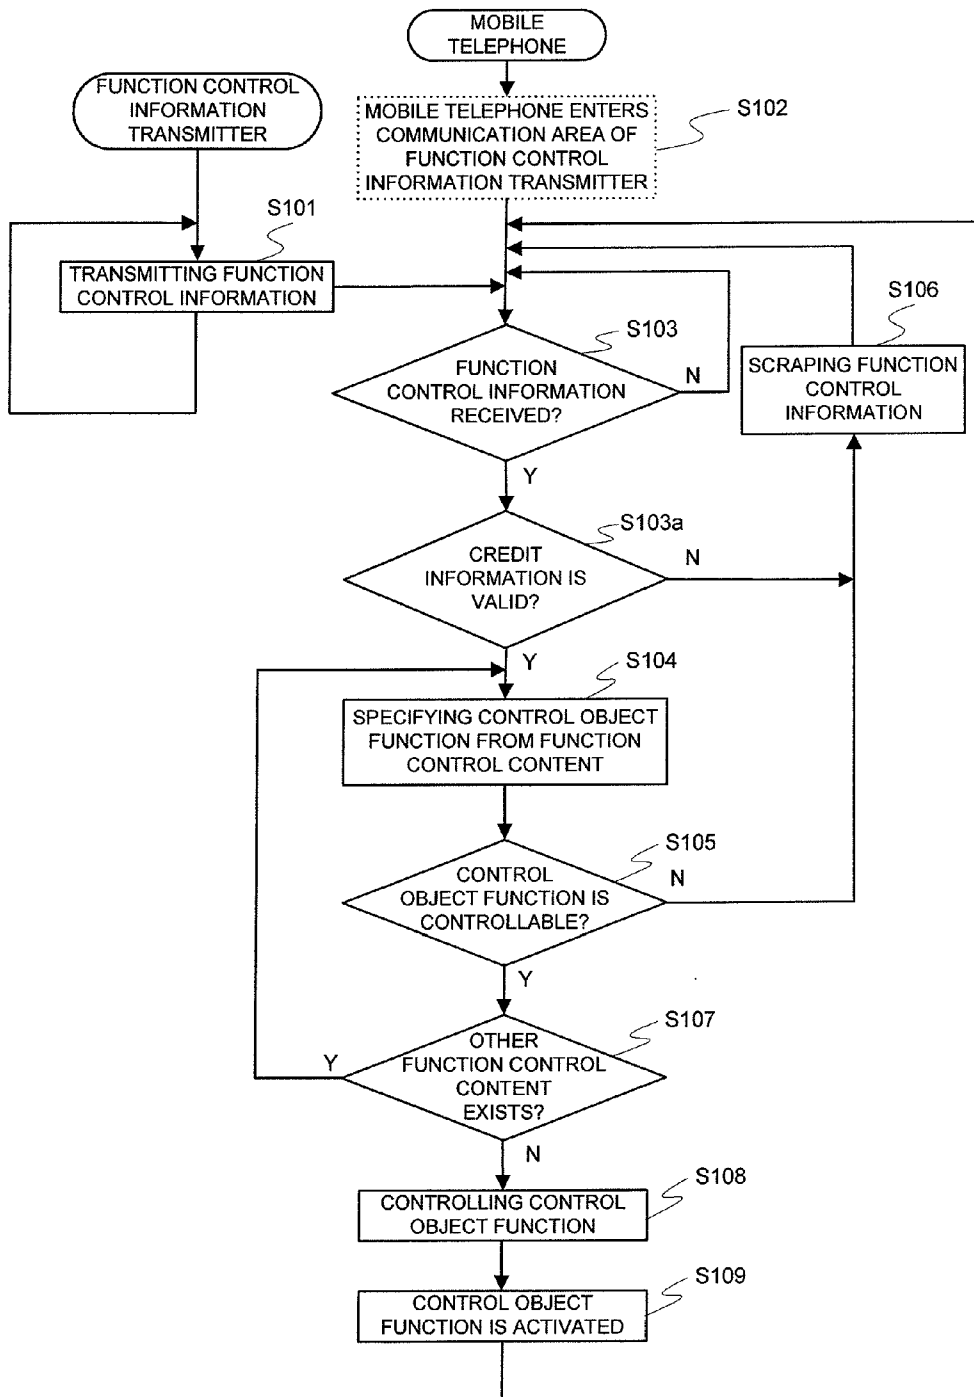 MOBILE
TELEPHONE
FUNCTION CONTROL
INFORMATION
TRANSMITTER
MOBILE TELEPHONE ENTERS
COMMUNICATION AREA OF
FUNCTION CONTROL
INFORMATION TRANSMITTER
S102
S101
TRANSMITTING FUNCTION
CONTROL INFORMATION
S103
FUNCTION
CONTROL INFORMATION
RECEIVED?
N
Y
S106
SCRAPING FUNCTION
CONTROL
INFORMATION
S103a
CREDIT
INFORMATION IS
VALID?
N
Y
S104
SPECIFYING CONTROL OBJECT
FUNCTION FROM FUNCTION
CONTROL CONTENT
S105
CONTROL
OBJECT FUNCTION IS
CONTROLLABLE?
N
Y
S107
OTHER
FUNCTION CONTROL
CONTENT
EXISTS?
Y
N
S108
CONTROLLING CONTROL
OBJECT FUNCTION
S109
CONTROL OBJECT
FUNCTION IS ACTIVATED